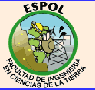 ESPOL
FACULTAD DE INGENIERIA
EN CIENCIAS DE LA TIERRA